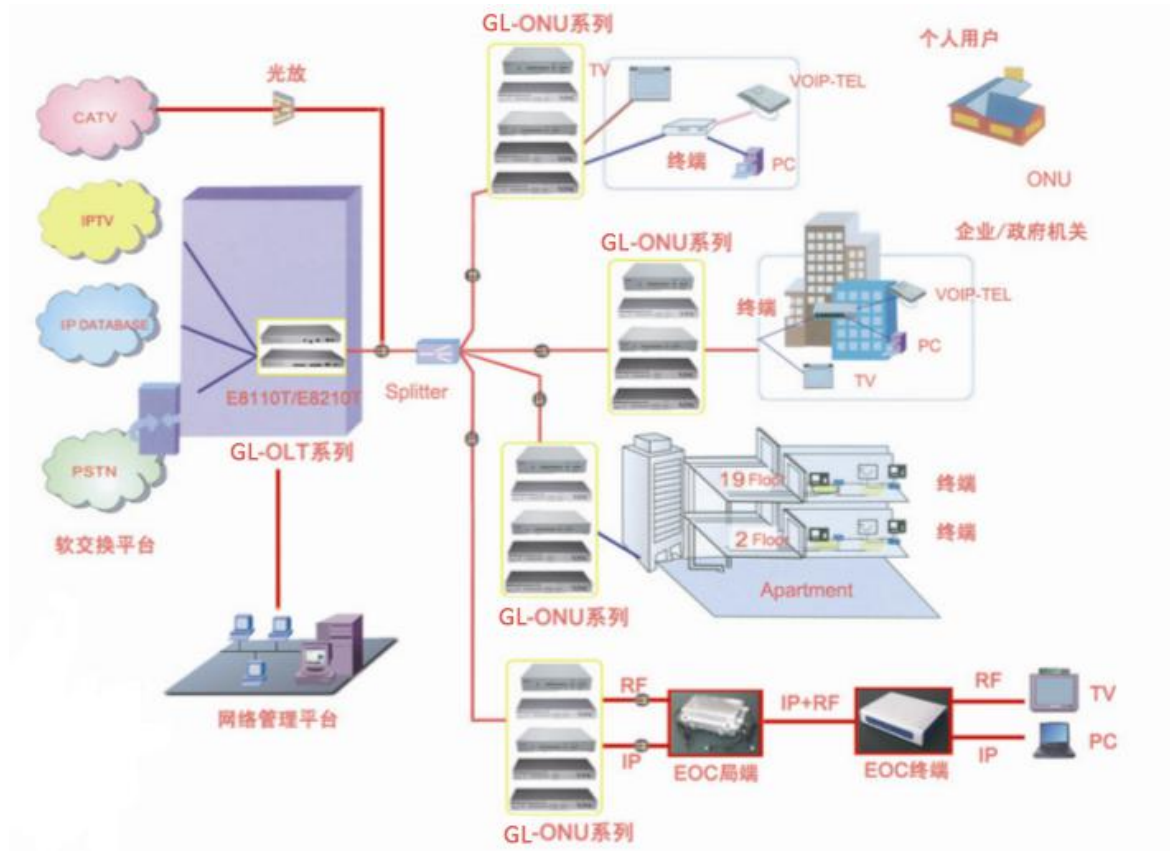 GL-ONU系列
个人用户
光放
TV
VOIP-TEL
CATV
终端
PC
ONU
IPTV
GL-ONU系列
企业/政府机关
IP DATABASE
终端
VOIP-TEL
PC
TV
E8110T/E8210T
Splitter
GL-OLT系列
PSTN
19 Floor
终端
软交换平台
2 Floor
终端
Apartment
GL-ONU系列
网络管理平台
RF
IP+RF
RF
TV
IP
IP
PC
EOC局端
EOC终端
GL-ONU系列